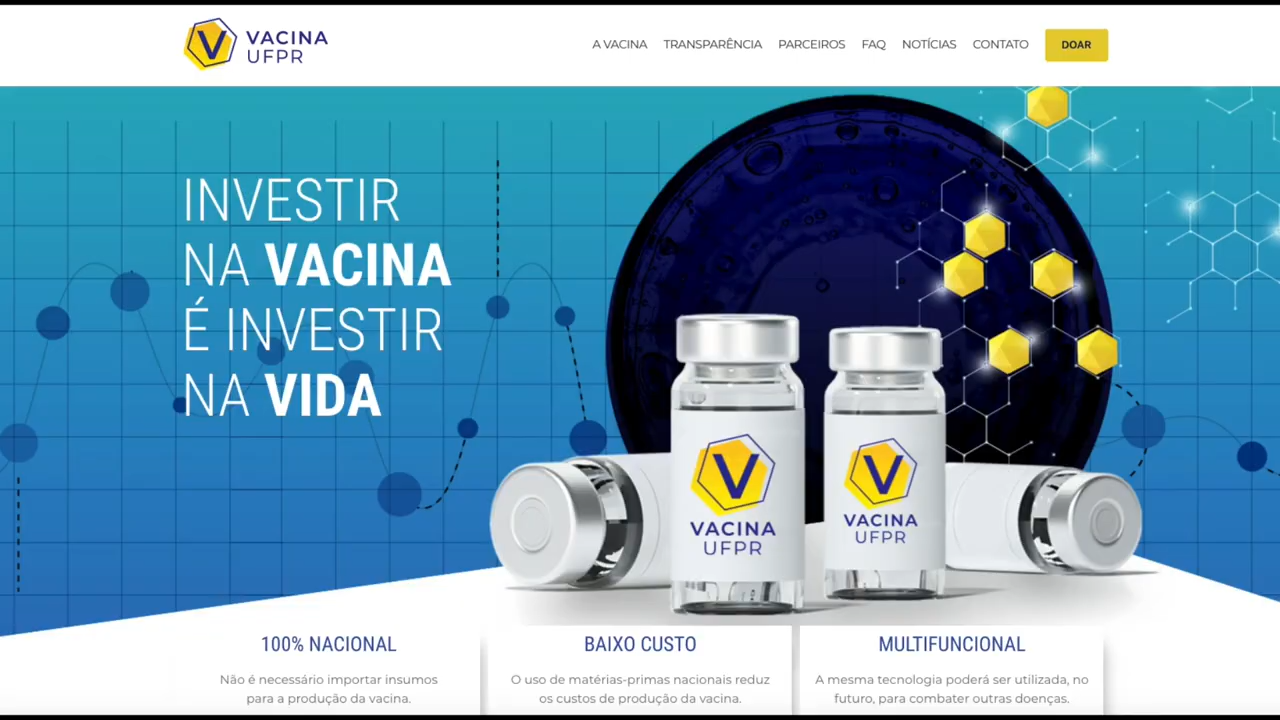 VACINA
UFPR
A VACINA TRANSPARÊNCIA PARCEIROS FAQ NOTÍCIAS CONTATO DOAR
INVESTIR
NA VACINA
É INVESTIR
NA VIDA
V
VACINA
UFPR
V
VACINA
UFPR
100% NACIONAL
Não é necessário importar insumos
para a produção da vacina.
BAIXO CUSTO
O uso de matérias-primas nacionais reduz
os custos de produção da vacina.
MULTIFUNCIONAL
A mesma tecnologia poderá ser utilizada, no
futuro, para combater outras doenças.